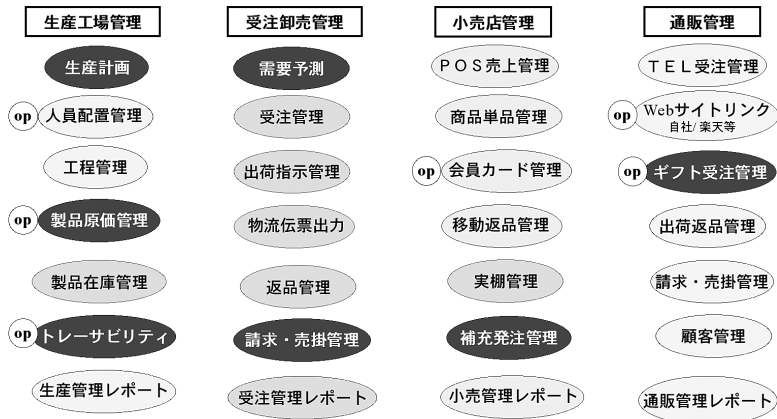 生産工場管理
生産計画
op 人員配置管理
工程管理
op 製品原価管理
製品在庫管理
op トレーサビリティ
生産管理レポート
受注卸売管理
需要予測
受注管理
出荷指示管理
物流伝票出力
返品管理
請求・売掛管理
受注管理レポート
小売店管理
ＰＯＳ売上管理
商品単品管理
op 会員カード管理
移動返品管理
実棚管理
補充発注管理
小売管理レポート
通販管理
ＴＥＬ受注管理
op Webサイトリンク
自社/楽天等
op ギフト受注管理
出荷返品管理
請求・売掛管理
顧客管理
通販管理レポート